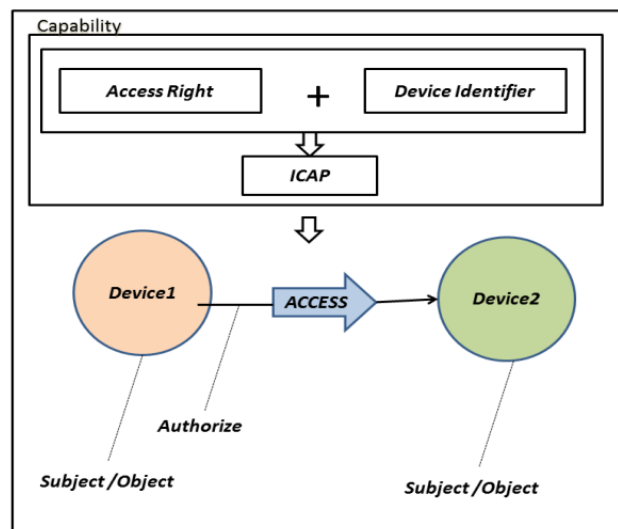 Capability
Access Right + Device Identifier
ICAP
Device1 ACCESS Device2
Authorize
Subject /Object Subject /Object